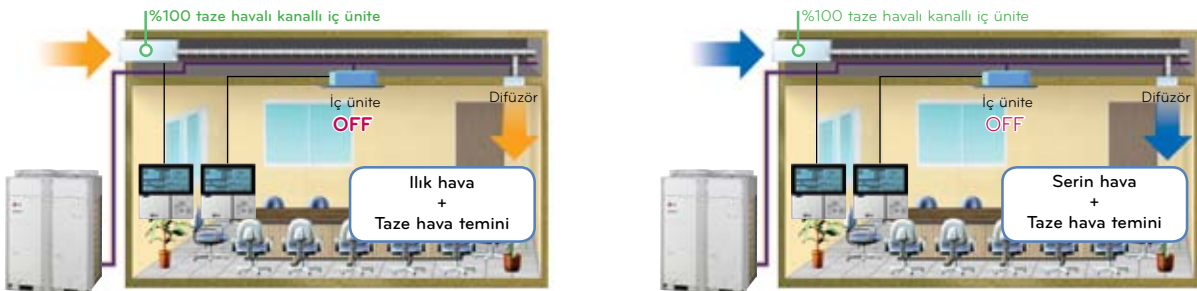 %100 taze havalı kanallı iç ünite
İç ünite
OFF
Difüzör
Ilık hava
+
Taze hava temini
%100 taze havalı kanallı iç ünite
İç ünite
OFF
Difüzör
Serin hava
+
Taze hava temini